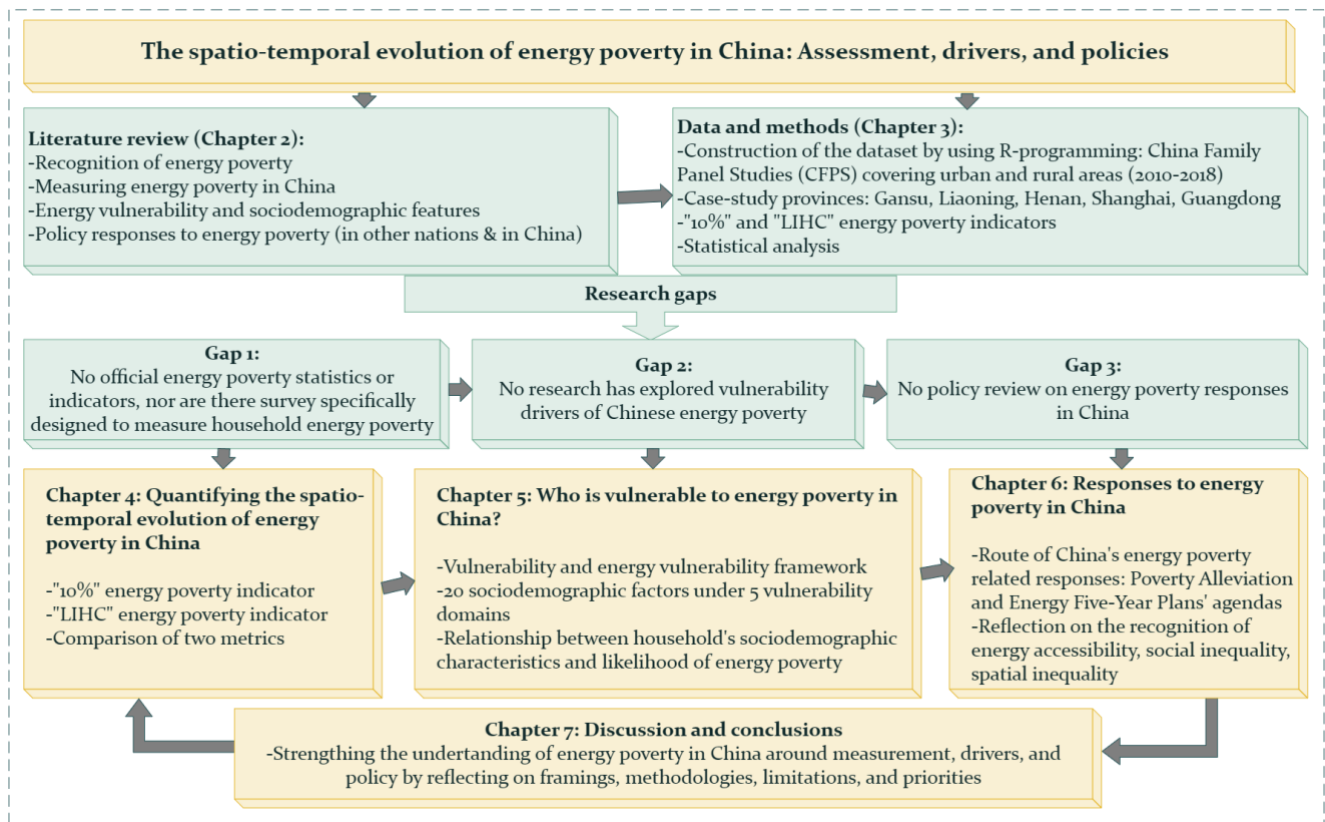 The spatio-temporal evolution of energy poverty in China: Assessment, drivers, and policies
Literature review (Chapter 2):
-Recognition of energy poverty
-Measuring energy poverty in China
-Energy vulnerability and sociodemographic features
-Policy responses to energy poverty (in other nations & in China)
Data and methods (Chapter 3):
-Construction of the dataset by using R-programming: China Family
Panel Studies (CFPS) covering urban and rural areas (2010-2018)
-Case-study provinces: Gansu, Liaoning, Henan, Shanghai, Guangdong
-"10%" and "LIHC" energy poverty indicators
-Statistical analysis
Research gaps
Gap 1:
No official energy poverty statistics or
indicators, nor are there survey specifically
designed to measure household energy poverty
Gap 2:
No research has explored vulnerability
drivers of Chinese energy poverty
Gap 3:
No policy review on energy poverty responses
in China
Chapter 4: Quantifying the spatio-
temporal evolution of energy
poverty in China
-"10%" energy poverty indicator
-"LIHC" energy poverty indicator
-Comparison of two metrics
Chapter 5: Who is vulnerable to energy poverty in
China?
-Vulnerability and energy vulnerability framework
-20 sociodemographic factors under 5 vulnerability
domains
-Relationship between household's sociodemographic
characteristics and likelihood of energy poverty
Chapter 6: Responses to energy
poverty in China
-Route of China's energy poverty
related responses: Poverty Alleviation
and Energy Five-Year Plans' agendas
-Reflection on the recognition of
energy accessibility, social inequality,
spatial inequality
Chapter 7: Discussion and conclusions
-Strengthing the undertanding of energy poverty in China around measurement, drivers, and
policy by reflecting on framings, methodologies, limitations, and priorities